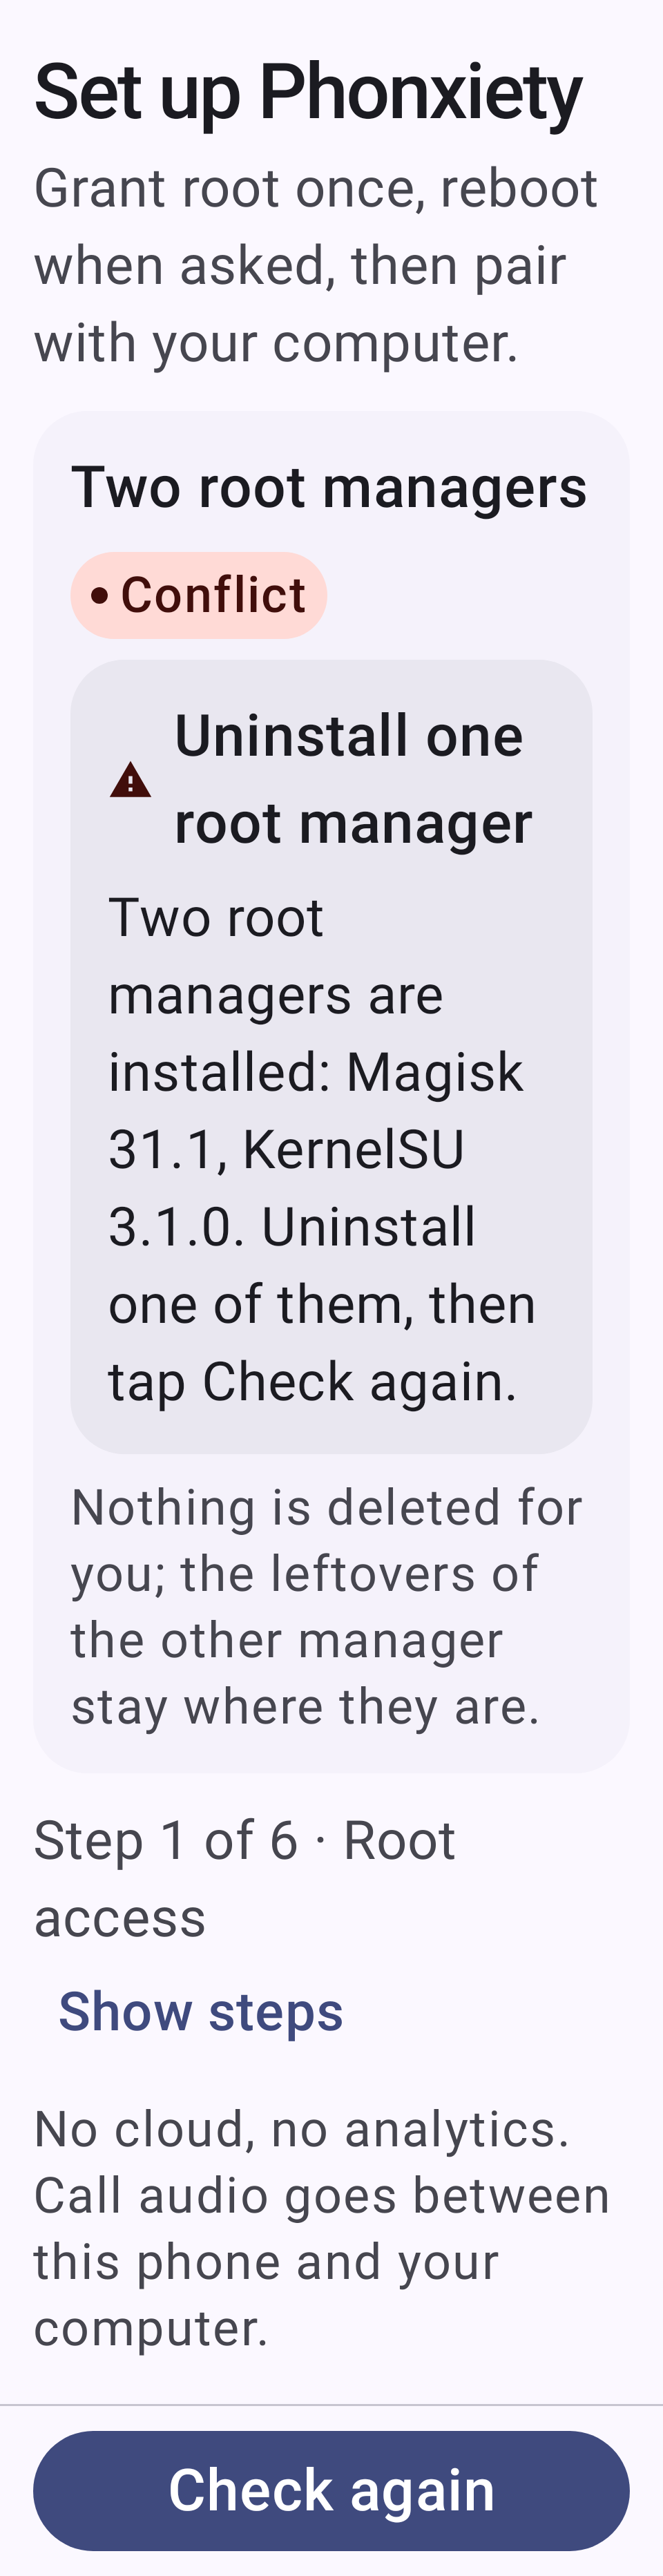 Set up Phonxiety
Grant root once, reboot
when asked, then pair
with your computer.
Two root managers
• Conflict
Uninstall one
root manager
Two root
managers are
installed: Magisk
31.1, KernelSU
3.1.0. Uninstall
one of them, then
tap Check again.
Nothing is deleted for
you; the leftovers of
the other manager
stay where they are.
Step 1 of 6 · Root
access
Show steps
No cloud, no analytics.
Call audio goes between
this phone and your
computer.
Check again